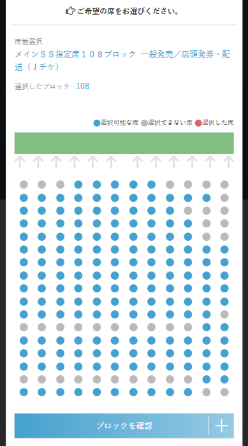 ご希望の席をお選びください。
席種選択
メインＳＳ指定席１０８ブロック 一般発売／店頭発券・配
送（Ｊチケ）
選択したブロック 108
選択可能な席 選択できない席 選択した席
ブロックを確認